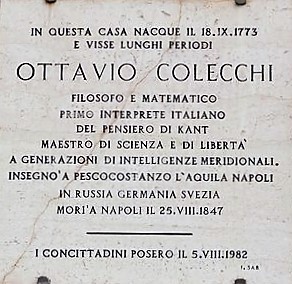 IN QUESTA CASA NACQUE IL 18.IX.1773
E VISSE LUNGHI PERIODI
OTTAVIO COLECCHI
FILOSOFO E MATEMATICO
PRIMO INTERPRETE ITALIANO
DEL PENSIERO DI KANT
MAESTRO DI SCIENZA E DI LIBERTA'
A GENERAZIONI DI INTELLIGENZE MERIDIONALI.
INSEGNO'A PESCOCOSTANZO L'AQUILA NAPOLI
IN RUSSIA GERMANIA SVEZIA
MORI'A NAPOLI IL 25.VIII.1847
I CONCITTADINI POSERO IL 5.VIII.1982